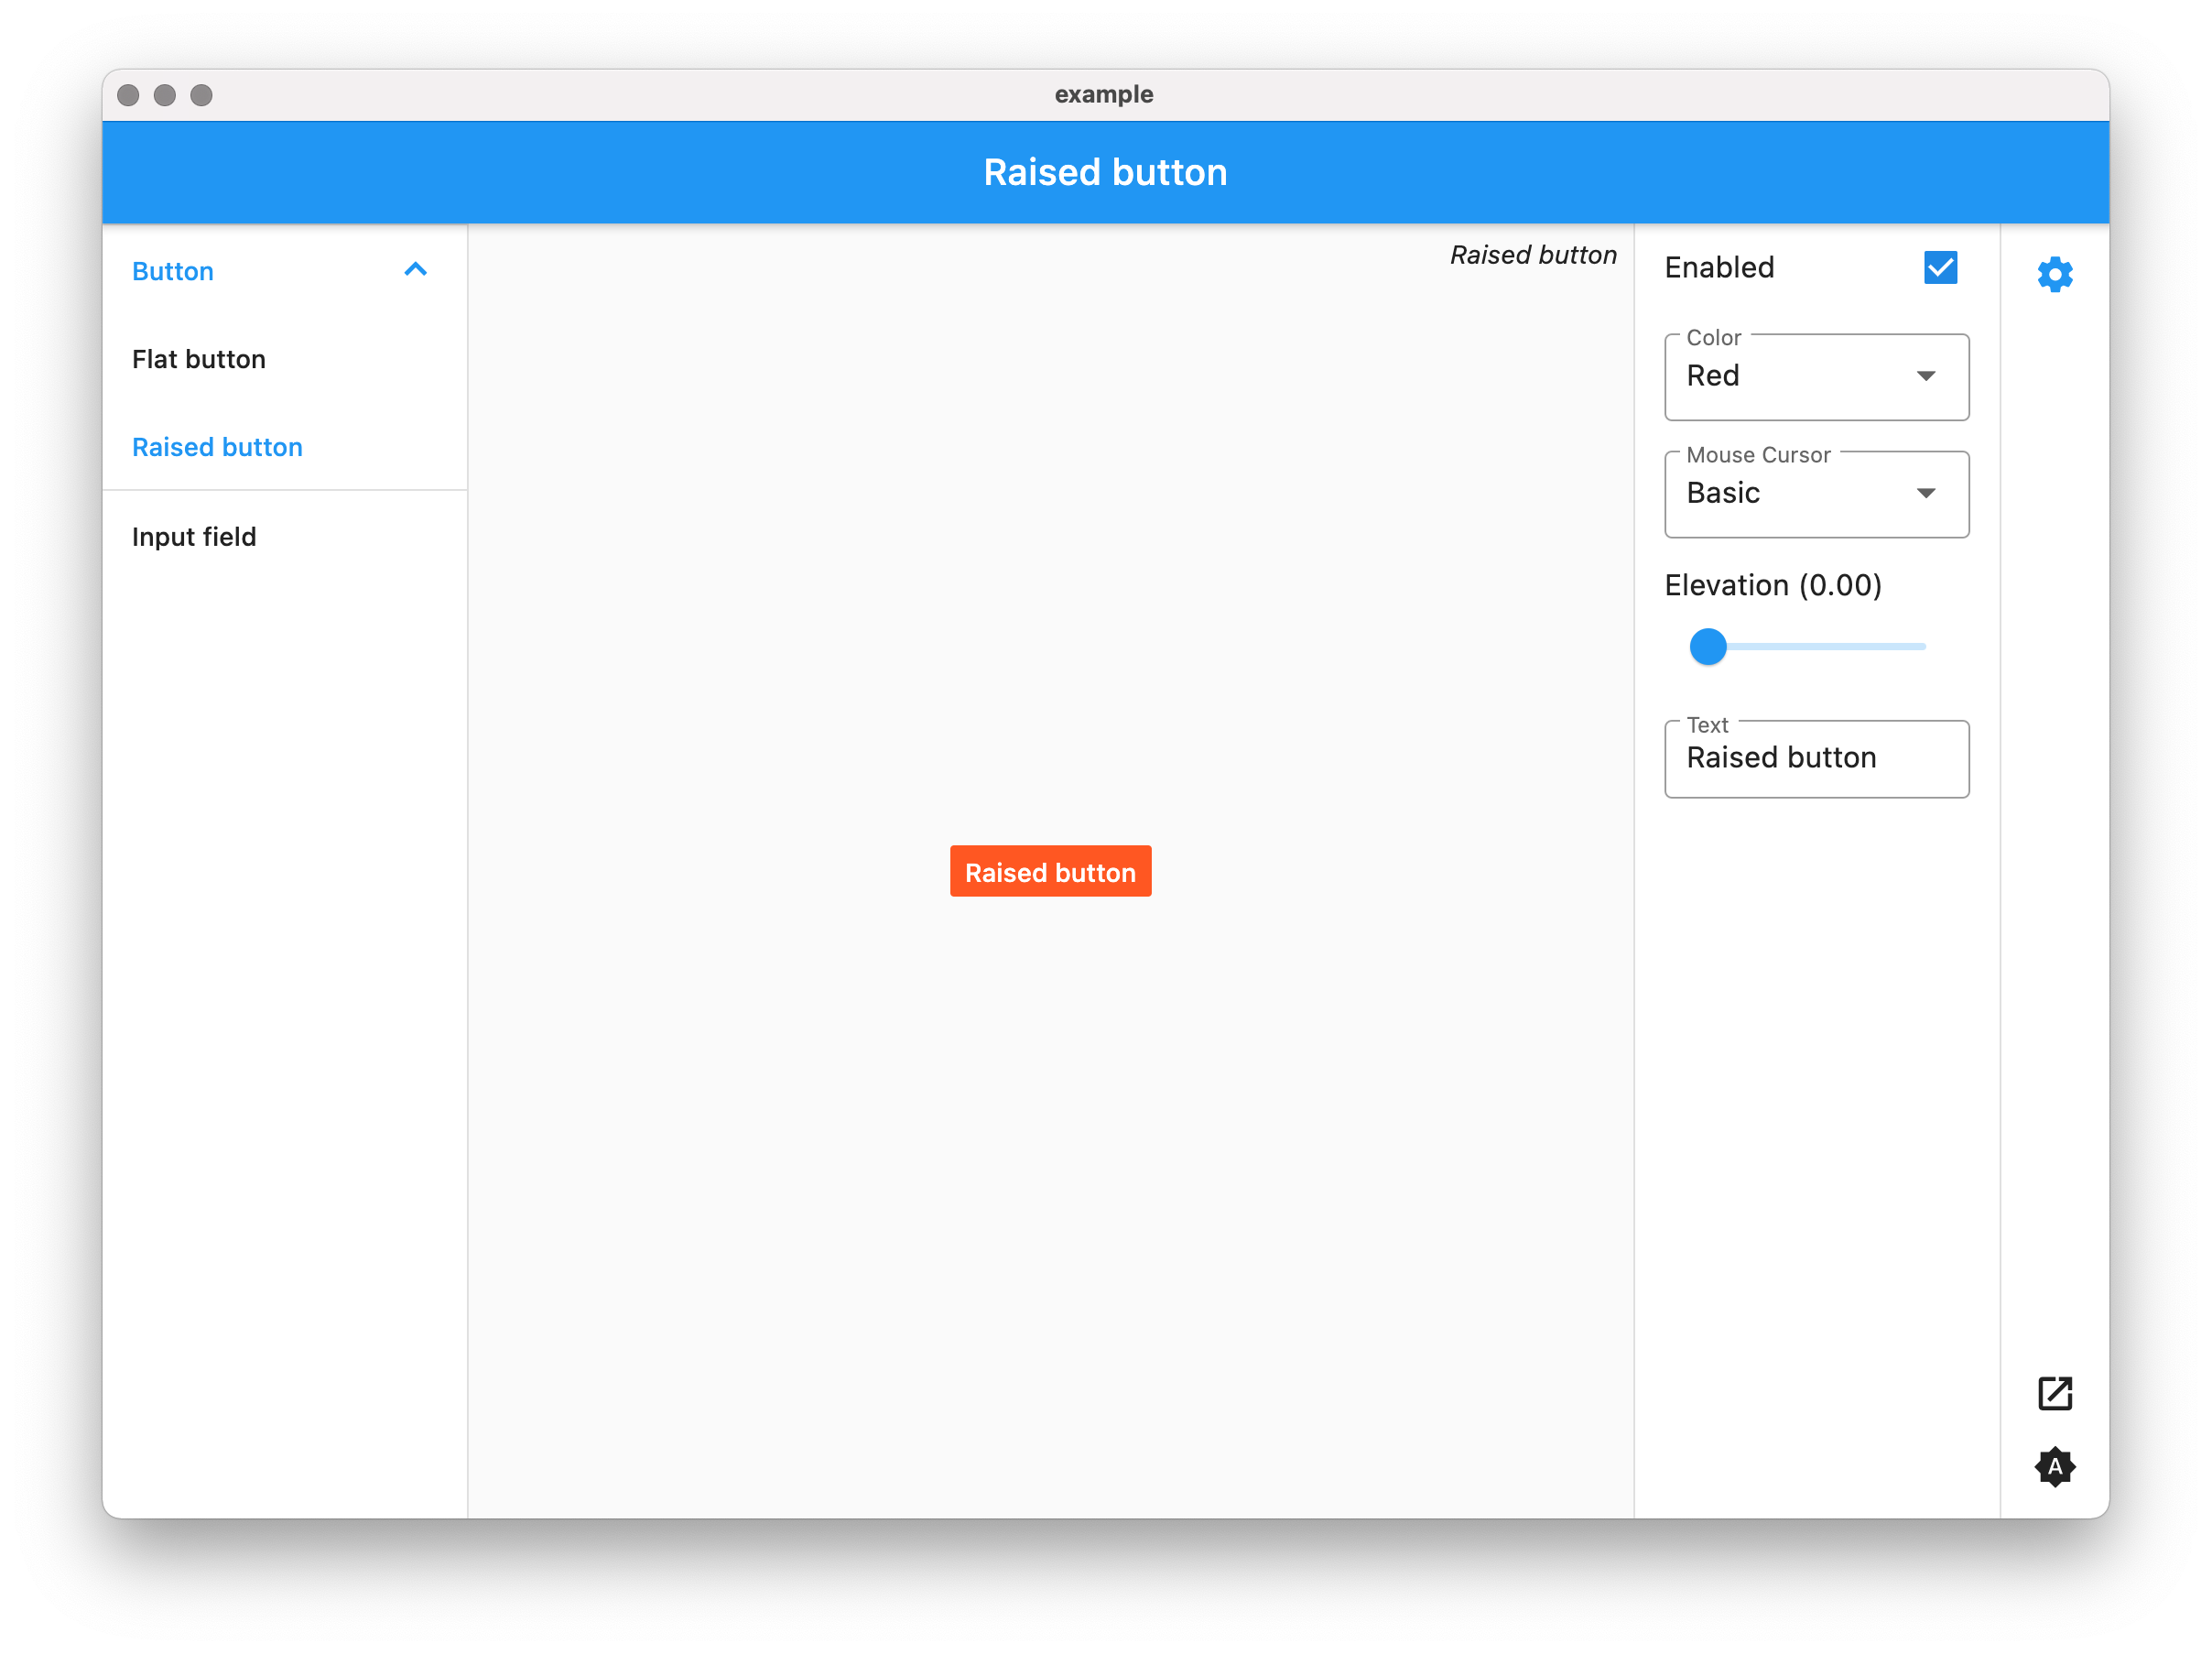 example
Raised button
Button
Flat button
Raised button
Input field
Raised button
Raised button
Enabled
Color
Red
Mouse Cursor
Basic
Elevation (0.00)
Text
Raised button
A